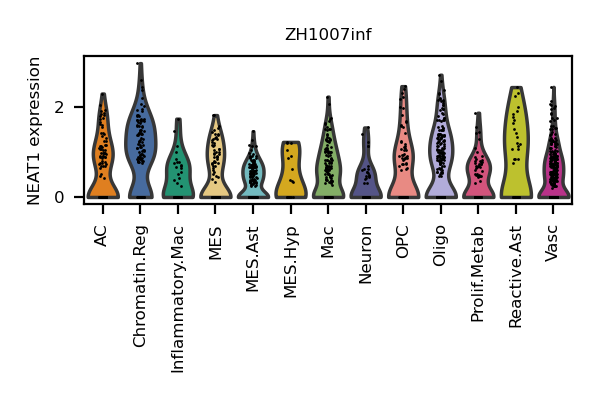 ZH1007inf
NEAT1 expression
2
0
AC
Chromatin.Reg
Inflammatory.Mac
MES
MES.Ast
MES.Hyp
Mac
Neuron
OPC
Oligo
Prolif.Metab
Reactive.Ast
Vasc